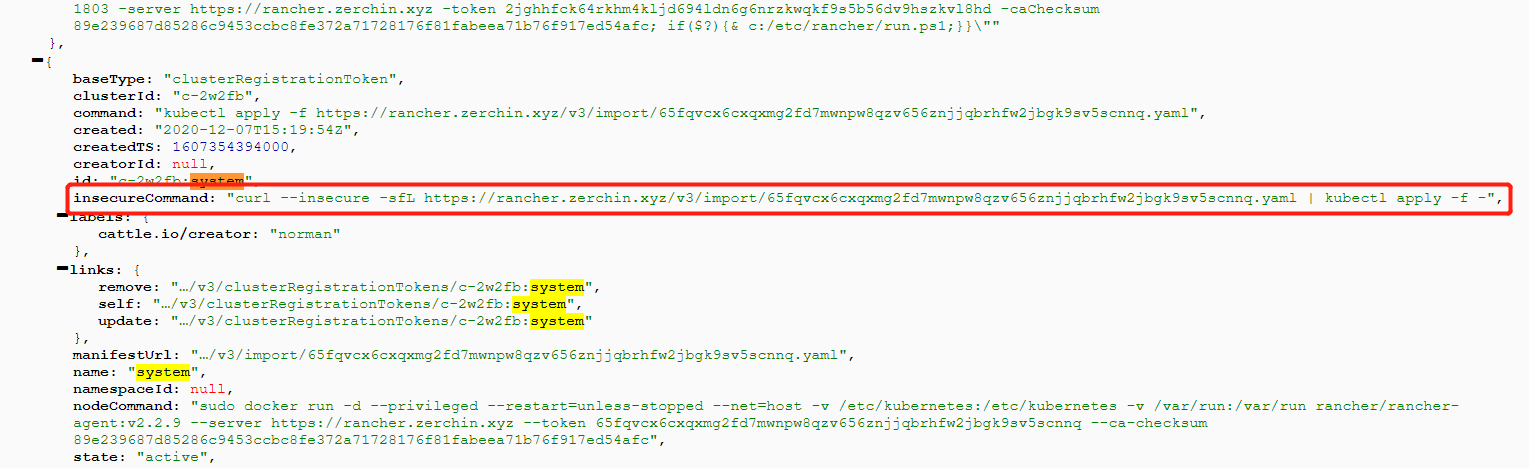 1803 -server https://rancher.zerchin.xyz -token 2jghhfck64rkhm4kljd694ldn6g6nrzkwqkf9s5b56dv9hszkvl8hd -caChecksum
89e239687d85286c9453ccbc8fe372a71728176f81fabeea71b76f917ed54afc; if($?){& c:/etc/rancher/run.ps1;}}\""
},
{
baseType: "clusterRegistrationToken",
clusterId: "c-2w2fb",
command: "kubectl apply -f https://rancher.zerchin.xyz/v3/import/65fqvcx6cxqxmg2fd7mwnpw8qzv656znjjqbrhfw2jbgk9sv5scnnq.yaml",
created: "2020-12-07T15:19:54Z",
createdTS: 1607354394000,
creatorId: null,
id: "c-2w2fb:system",
insecureCommand: "curl --insecure -sfL https://rancher.zerchin.xyz/v3/import/65fqvcx6cxqxmg2fd7mwnpw8qzv656znjjqbrhfw2jbgk9sv5scnnq.yaml | kubectl apply -f -",
labels: {
cattle.io/creator: "norman"
},
links: {
remove: "…/v3/clusterRegistrationTokens/c-2w2fb:system",
self: "…/v3/clusterRegistrationTokens/c-2w2fb:system",
update: "…/v3/clusterRegistrationTokens/c-2w2fb:system"
},
manifestUrl: "…/v3/import/65fqvcx6cxqxmg2fd7mwnpw8qzv656znjjqbrhfw2jbgk9sv5scnnq.yaml",
name: "system",
namespaceId: null,
nodeCommand: "sudo docker run -d --privileged --restart=unless-stopped --net=host -v /etc/kubernetes:/etc/kubernetes -v /var/run:/var/run rancher/rancher-
agent:v2.2.9 --server https://rancher.zerchin.xyz --token 65fqvcx6cxqxmg2fd7mwnpw8qzv656znjjqbrhfw2jbgk9sv5scnnq --ca-checksum
89e239687d85286c9453ccbc8fe372a71728176f81fabeea71b76f917ed54afc",
state: "active",